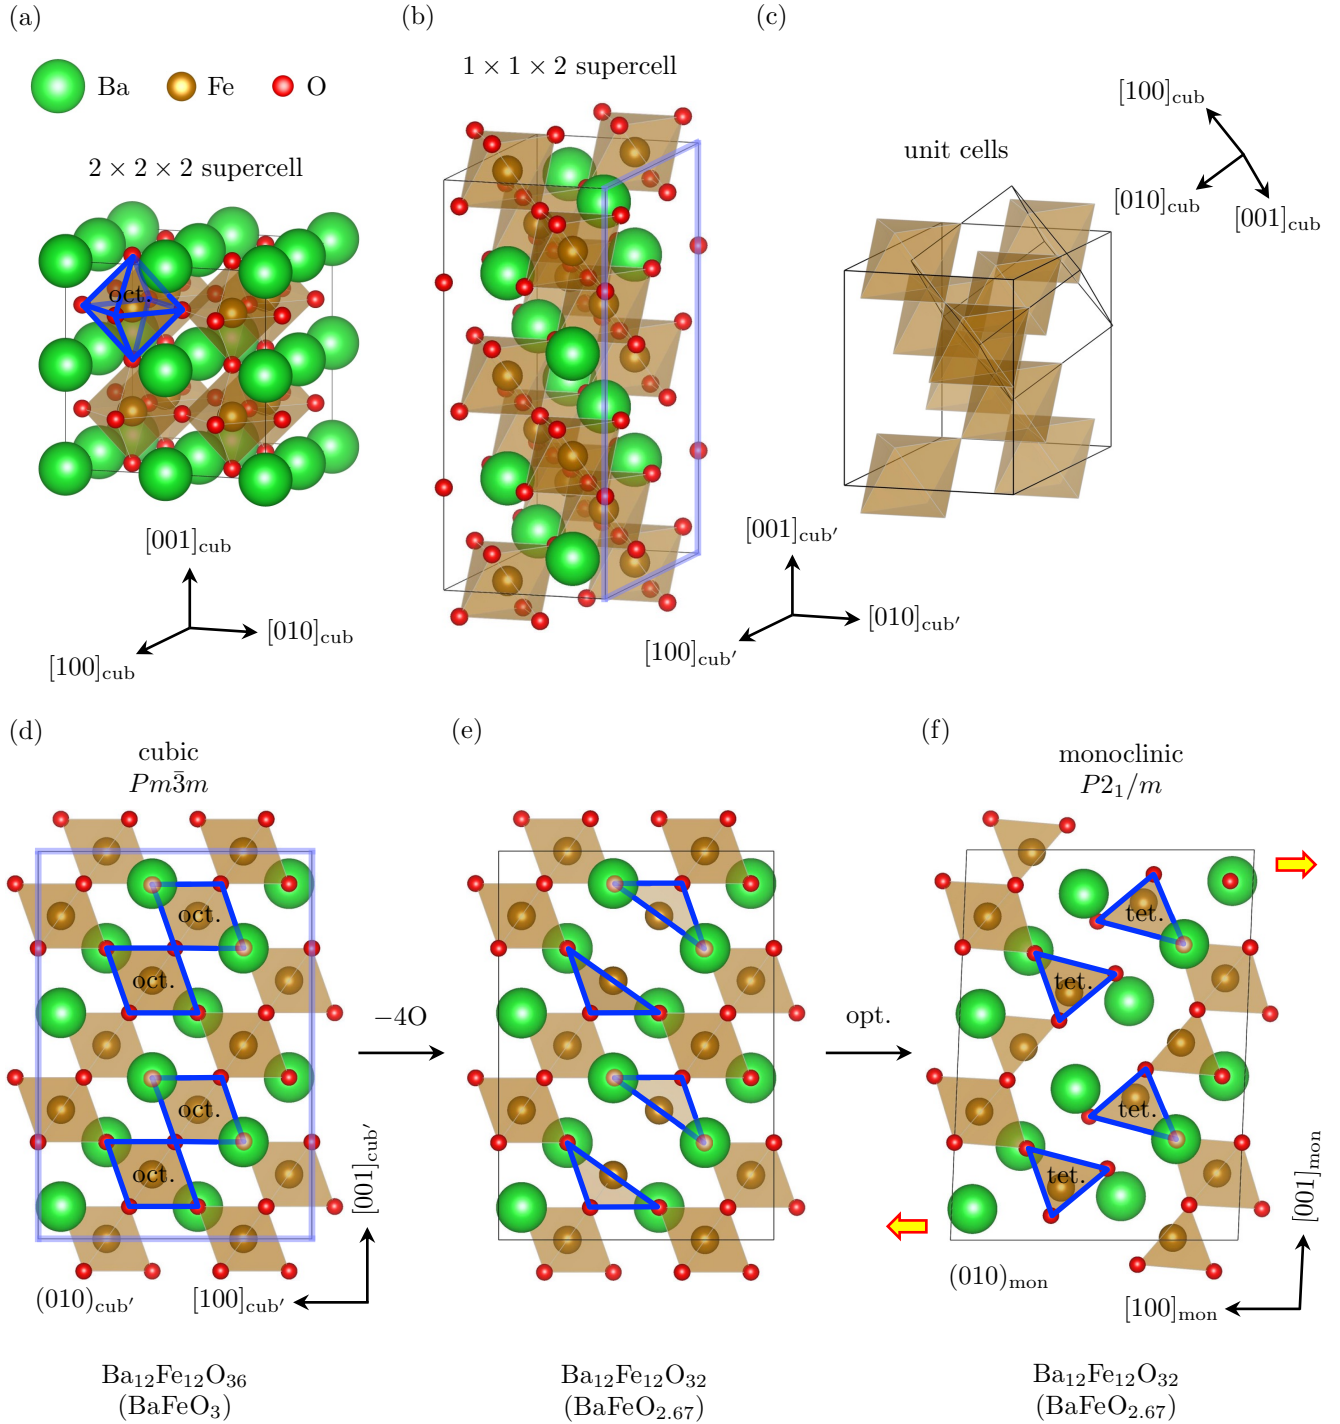 (a)
(b)
(c)
Ba Fe O
2 × 2 × 2 supercell
1 × 1 × 2 supercell
unit cells
[100]cub
[010]cub
[001]cub
oct.
[001]cub
[010]cub
[100]cub
[001]cub′
[010]cub′
[100]cub′
(d)
(e)
(f)
cubic
Pm3̄m
monoclinic
P2₁/m
oct.
oct.
oct.
oct.
−4O
opt.
tet.
tet.
tet.
tet.
[001]cub′
(010)cub′
[100]cub′
[001]mon
(010)mon
[100]mon
Ba₁₂Fe₁₂O₃₆
(BaFeO₃)
Ba₁₂Fe₁₂O₃₂
(BaFeO₂.₆₇)
Ba₁₂Fe₁₂O₃₂
(BaFeO₂.₆₇)